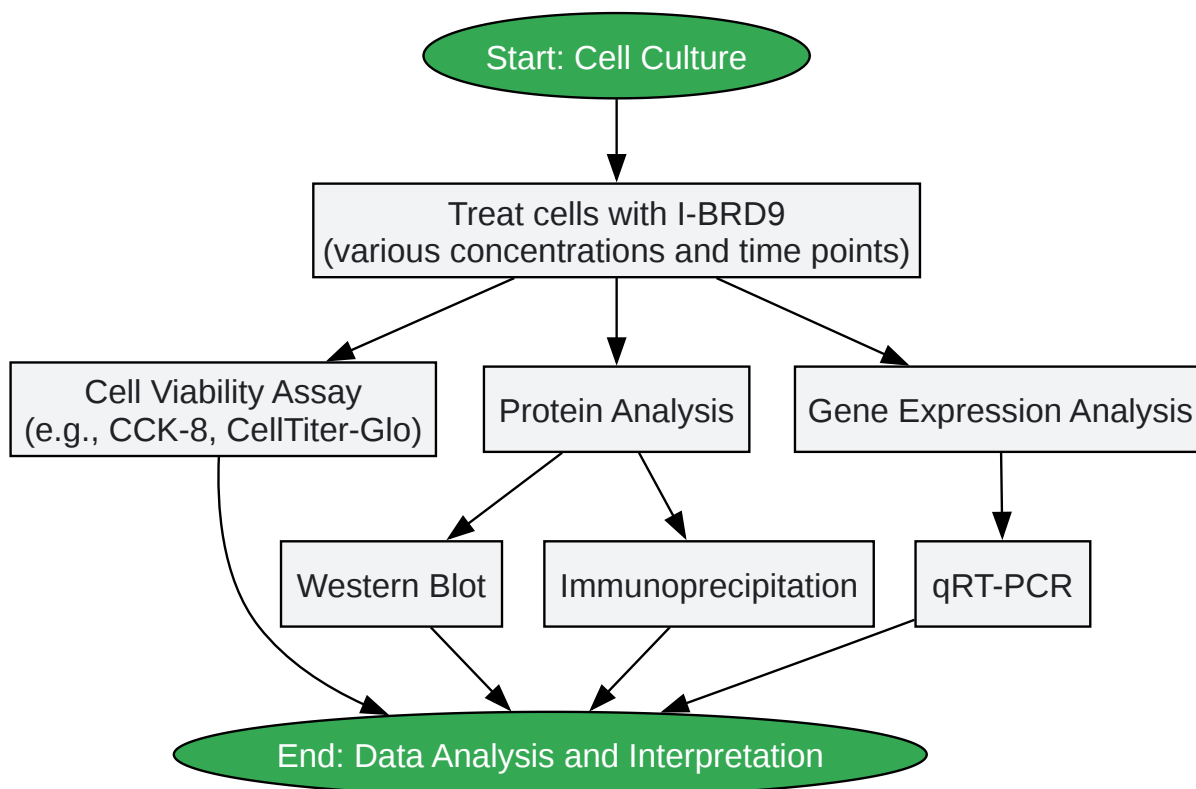 Start: Cell Culture
Treat cells with I-BRD9
(various concentrations and time points)
Cell Viability Assay
(e.g., CCK-8, CellTiter-Glo)
Protein Analysis
Gene Expression Analysis
Western Blot
Immunoprecipitation
qRT-PCR
End: Data Analysis and Interpretation